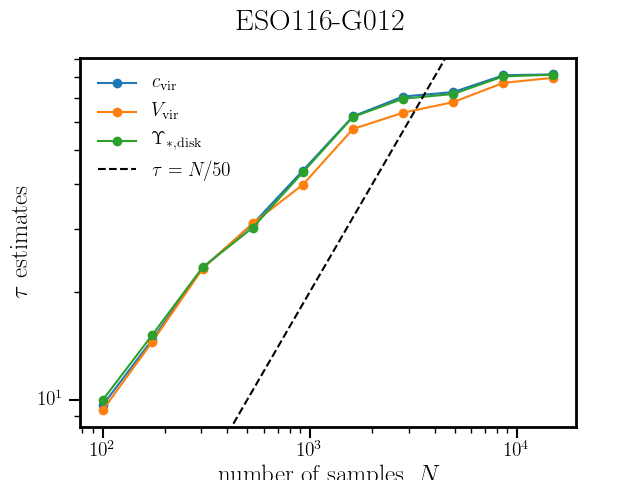 ESO116-G012
c_vir
V_vir
Υ_*,disk
τ = N/50
τ estimates
10^1
10^2
10^3
10^4
number of samples, N